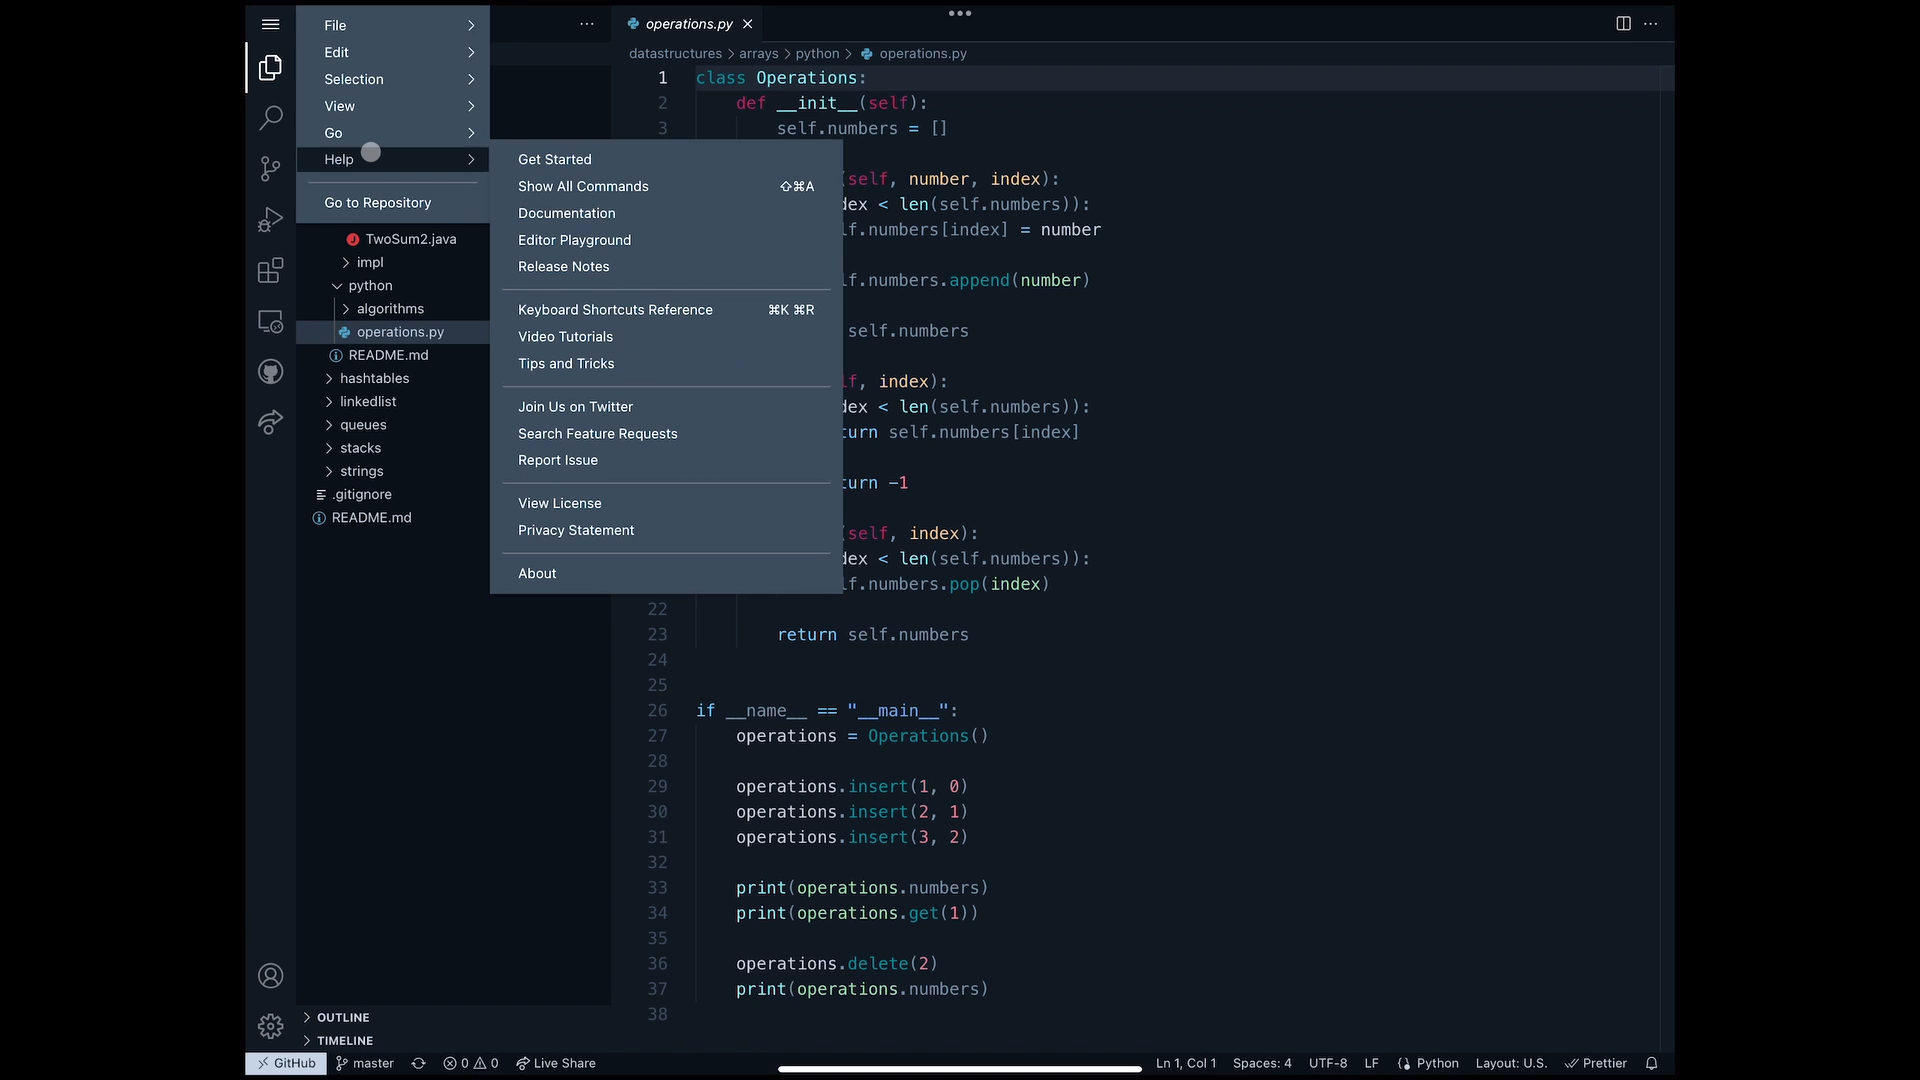 File
Edit
Selection
View
Go
Help
Go to Repository
Get Started
Show All Commands ⇧⌘A
Documentation
Editor Playground
Release Notes
Keyboard Shortcuts Reference ⌘K ⌘R
Video Tutorials
Tips and Tricks
Join Us on Twitter
Search Feature Requests
Report Issue
View License
Privacy Statement
About
TwoSum2.java
impl
python
algorithms
operations.py
README.md
hashtables
linkedlist
queues
stacks
strings
.gitignore
README.md
OUTLINE
TIMELINE
operations.py
datastructures > arrays > python > operations.py
1 class Operations:
2 def __init__(self):
3 self.numbers = []
(self, number, index):
dex < len(self.numbers)):
lf.numbers[index] = number
lf.numbers.append(number)
self.numbers
lf, index):
dex < len(self.numbers)):
turn self.numbers[index]
turn -1
(self, index):
dex < len(self.numbers)):
lf.numbers.pop(index)
22
23 return self.numbers
24
25
26 if __name__ == "__main__":
27 operations = Operations()
28
29 operations.insert(1, 0)
30 operations.insert(2, 1)
31 operations.insert(3, 2)
32
33 print(operations.numbers)
34 print(operations.get(1))
35
36 operations.delete(2)
37 print(operations.numbers)
38
GitHub master 0 0 Live Share Ln 1, Col 1 Spaces: 4 UTF-8 LF Python Layout: U.S. Prettier